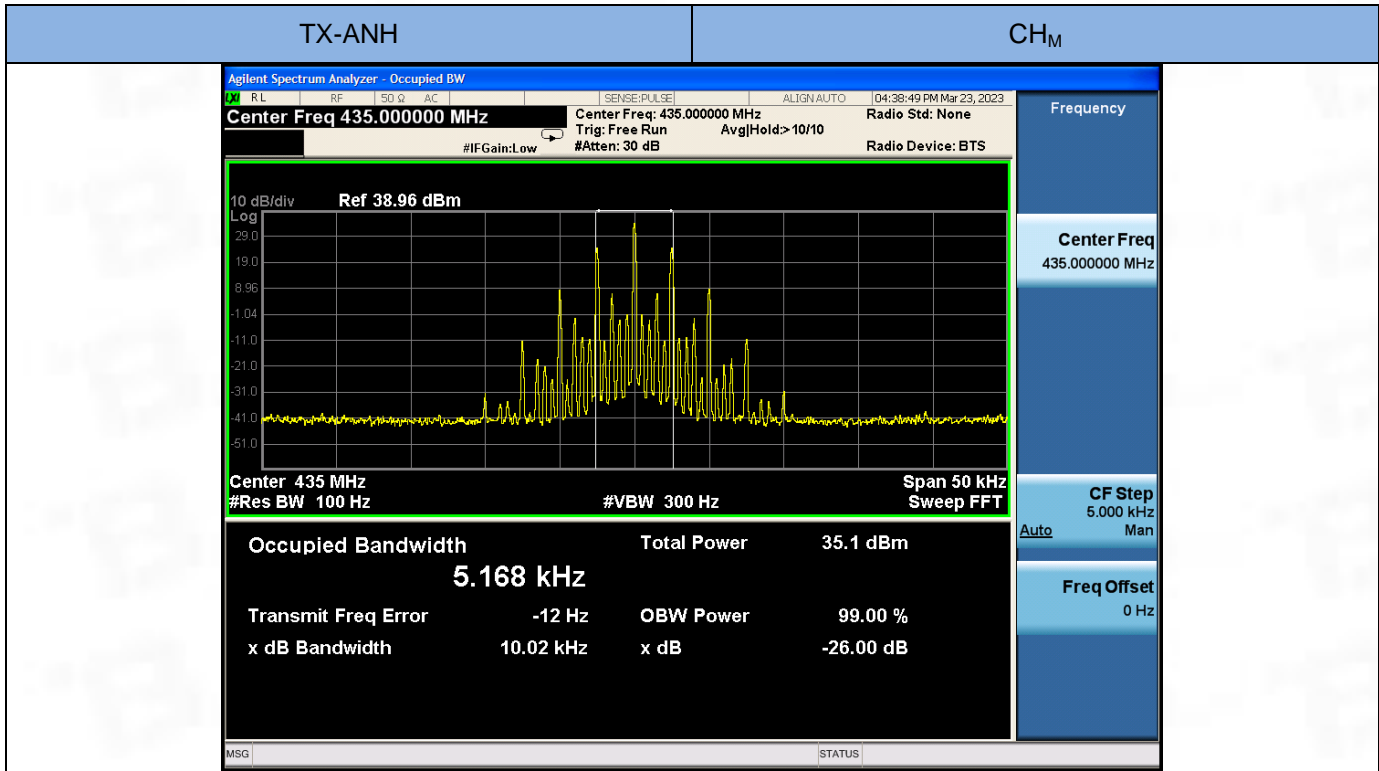 TX-ANH CHM
Agilent Spectrum Analyzer - Occupied BW
LXI RL RF 50 Ω AC SENSE:PULSE ALIGN AUTO 04:38:49 PM Mar 23, 2023
Center Freq 435.000000 MHz Center Freq: 435.000000 MHz Radio Std: None Frequency
Trig: Free Run Avg|Hold:> 10/10
#IFGain:Low #Atten: 30 dB Radio Device: BTS
10 dB/div Ref 38.96 dBm
Log
29.0
19.0
8.96
-1.04
-11.0
-21.0
-31.0
-41.0
-51.0
Center 435 MHz Span 50 kHz
#Res BW 100 Hz #VBW 300 Hz Sweep FFT
Occupied Bandwidth Total Power 35.1 dBm
5.168 kHz
Transmit Freq Error -12 Hz OBW Power 99.00 %
x dB Bandwidth 10.02 kHz x dB -26.00 dB
Center Freq
435.000000 MHz
CF Step
5.000 kHz
Auto Man
Freq Offset
0 Hz
MSG STATUS